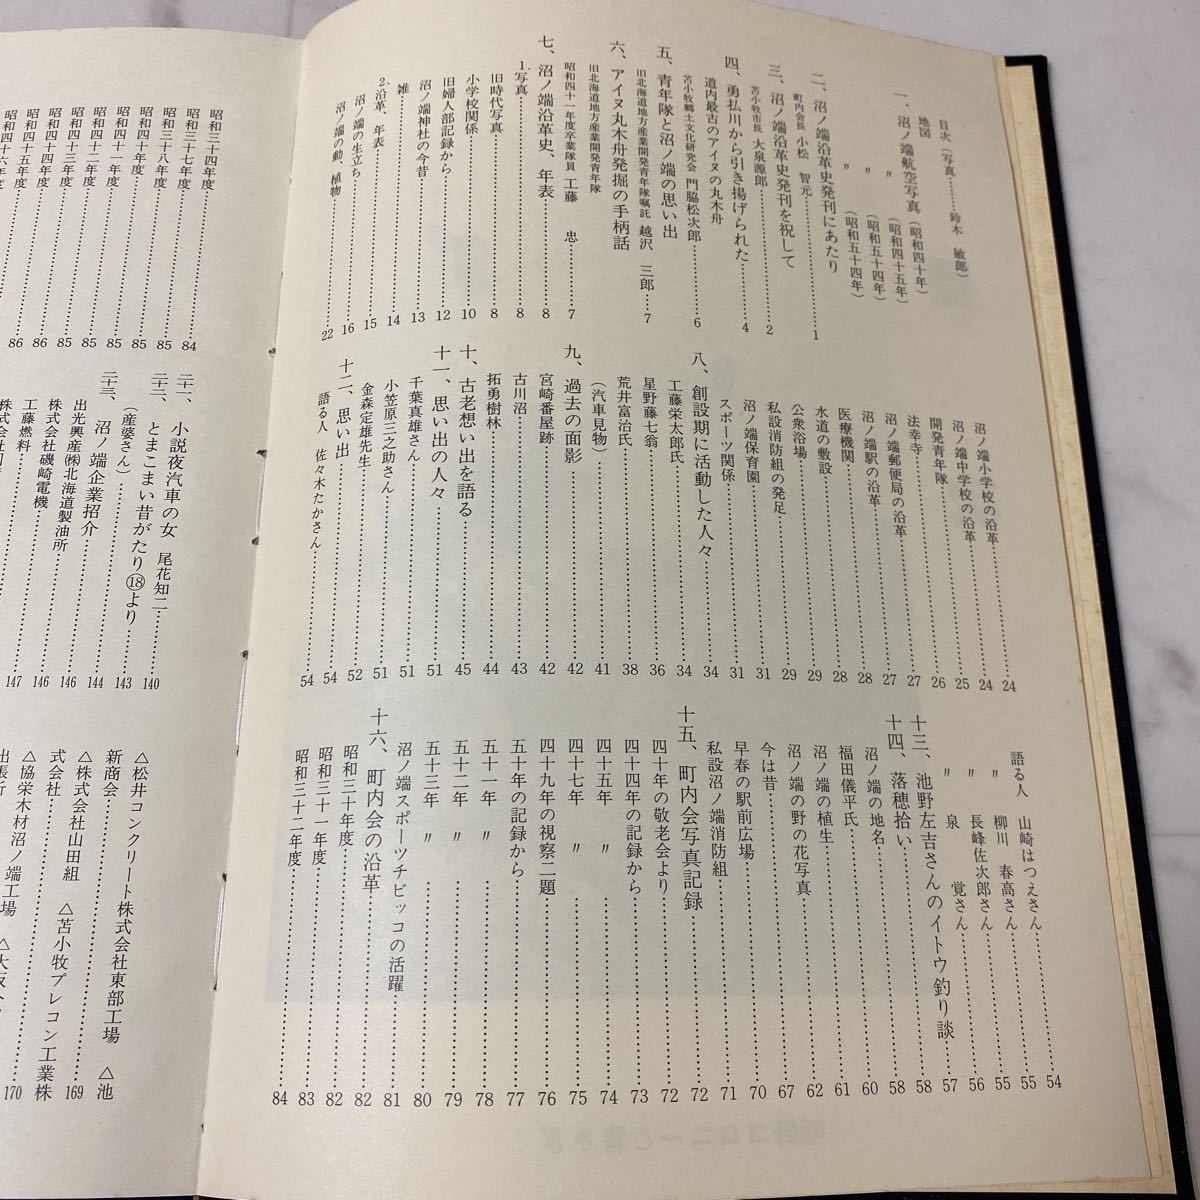 目次(写真………鈴木　敏郎)
地図
一、沼ノ端航空写真(昭和四十年)
〃　(昭和四十五年)
〃　(昭和五十四年)
(昭和五十四年)
二、沼ノ端沿革史発刊にあたり
町内会長 小松　智元…………1
三、沼ノ端沿革史発刊を祝して
苫小牧市長 大泉源郎…………2
四、勇払川から引き揚げられた…………4
道内最古のアイヌの丸木舟
苫小牧郷土文化研究会 門脇松次郎…………6
五、青年隊と沼ノ端の思い出
旧北海道地方産業開発青年隊嘱託 越沢　三郎……7
六、アイヌ丸木舟発掘の手柄話
旧北海道地方産業開発青年隊
昭和四十一年度卒業隊員 工藤　忠…………7
七、沼ノ端沿革史、年表…………8
1.写真…………8
旧時代写真…………8
小学校関係…………10
旧婦人部記録から…………12
沼ノ端神社の今昔…………13
雑…………14
2.沿革、年表…………15
沼ノ端の生立ち…………16
沼ノ端の動、植物…………22
沼ノ端小学校の沿革…………24
沼ノ端中学校の沿革…………24
開発青年隊…………25
法幸寺…………26
沼ノ端郵便局の沿革…………27
沼ノ端駅の沿革…………27
医療機関…………28
水道の敷設…………28
公衆浴場…………29
私設消防組の発足…………29
沼ノ端保育園…………31
スポーツ関係…………31
八、創設期に活動した人々…………34
工藤栄太郎氏…………34
星野藤七翁…………36
荒井富治氏…………38
(汽車見物)…………41
九、過去の面影…………42
宮崎番屋跡…………42
古川沼…………43
拓勇樹林…………44
十、古老想い出を語る…………45
十一、思い出の人々…………51
千葉真雄さん…………51
小笠原三之助さん…………51
金森定雄先生…………52
十二、思い出…………54
語る人　佐々木たかさん…………54
語る人　山崎はつえさん…………54
〃　柳川　春高さん…………55
〃　長峰佐次郎さん…………55
〃　泉　　覚さん…………56
十三、池野左吉さんのイトウ釣り談…………57
十四、落穂拾い…………58
沼ノ端の地名…………58
福田儀平氏…………60
沼ノ端の植生…………61
沼ノ端の野の花写真…………62
今は昔…………67
早春の駅前広場…………70
私設沼ノ端消防組…………71
十五、町内会写真記録…………72
四十年の敬老会より…………72
四十四年の記録から…………73
四十五年　〃…………74
四十七年　〃…………75
四十九年の視察二題…………76
五十年の記録から…………77
五十一年　〃…………78
五十二年　〃…………79
五十三年　〃…………80
沼ノ端スポーツチビッコの活躍…………81
十六、町内会の沿革…………82
昭和三十年度…………82
昭和三十一年度…………83
昭和三十二年度…………84
昭和三十四年度…………84
昭和三十七年度…………85
昭和三十八年度…………85
昭和四十年度…………85
昭和四十一年度…………85
昭和四十二年度…………85
昭和四十三年度…………85
昭和四十四年度…………86
昭和四十五年度…………86
昭和四十六年度
二十一、小説夜汽車の女　尾花知二…………140
二十二、とまこまい昔がたり⑱より…………143
(産婆さん)
二十三、沼ノ端企業招介…………144
出光興産㈱北海道製油所…………146
株式会社磯崎電機…………146
工藤燃料…………147
株式会社
△松井コンクリート株式会社東部工場　△池
新商会…………169
△株式会社山田組　△苫小牧プレコン工業株
式会社…………170
△協栄木材沼ノ端工場　△大
出張所